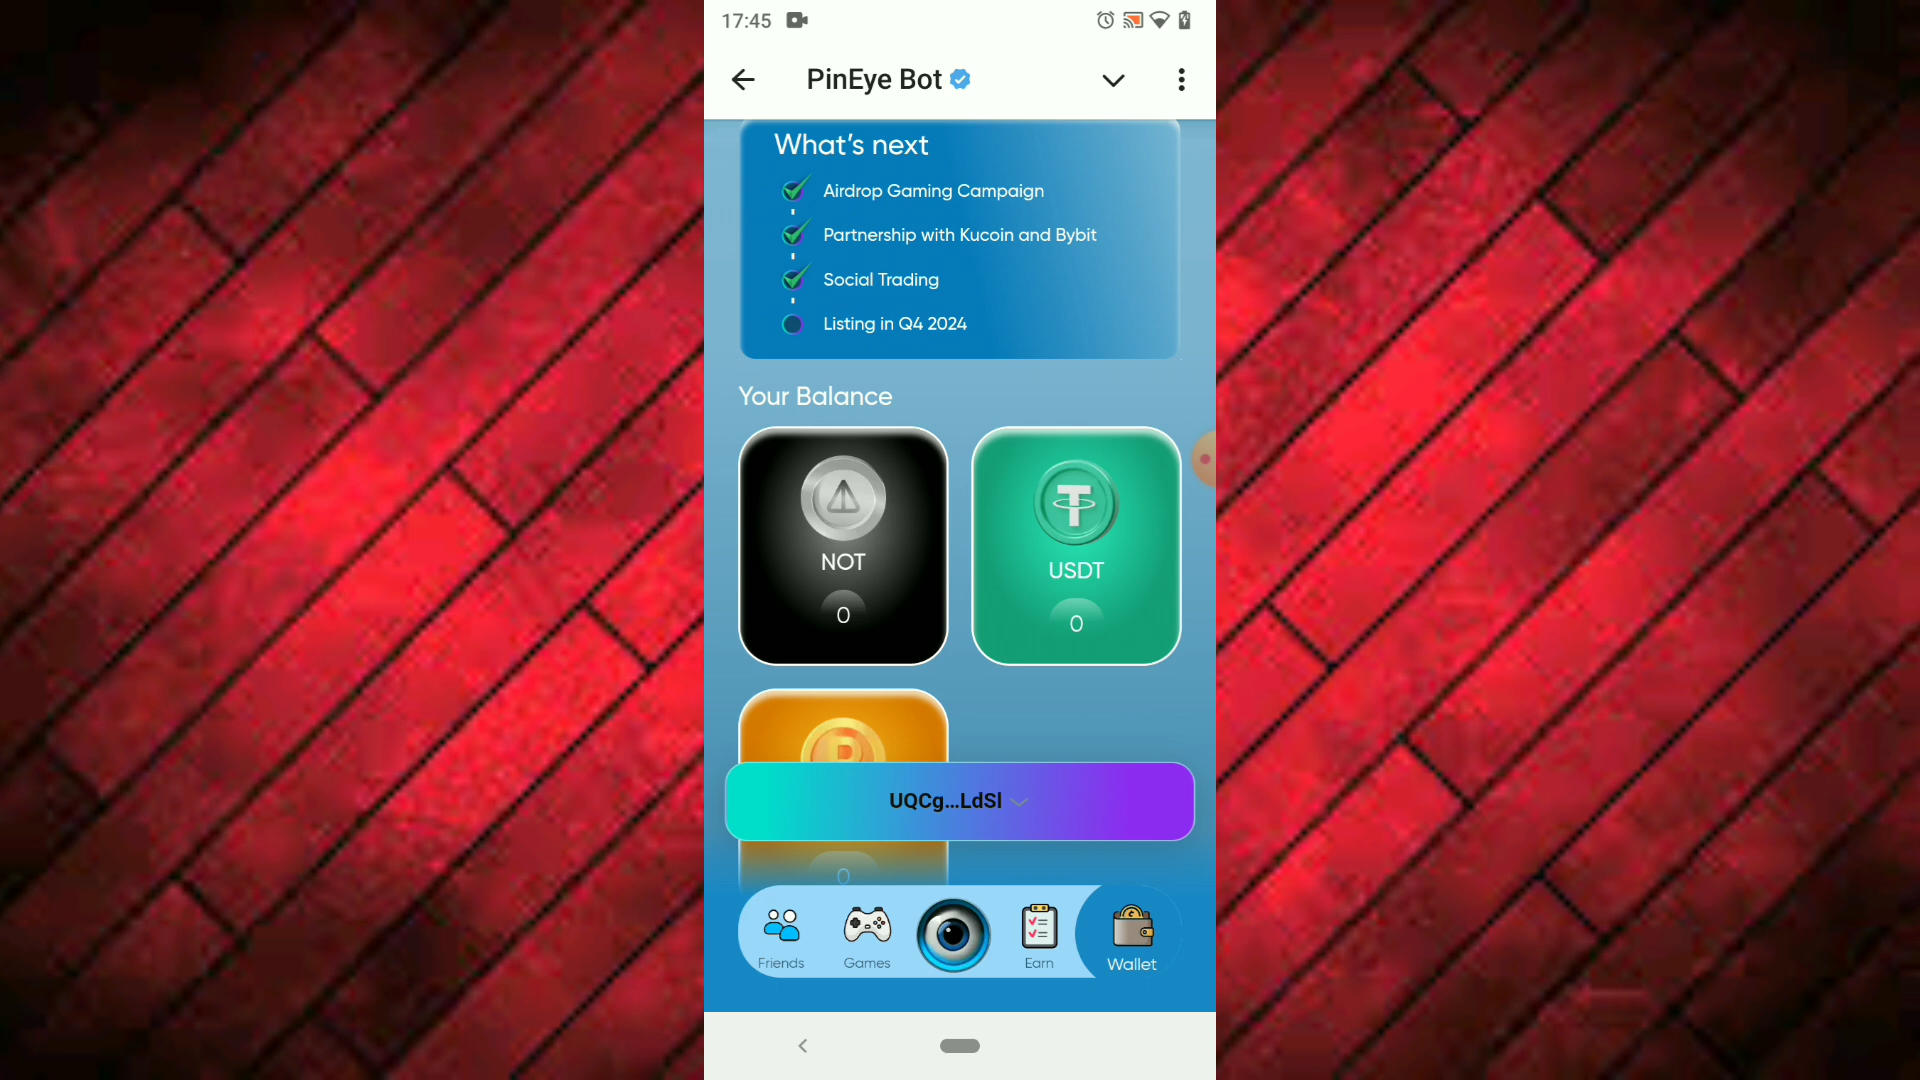 17:45
PinEye Bot
What's next
Airdrop Gaming Campaign
Partnership with Kucoin and Bybit
Social Trading
Listing in Q4 2024
Your Balance
NOT
0
USDT
0
P
UQCg...LdSl
0
Friends
Games
Earn
Wallet